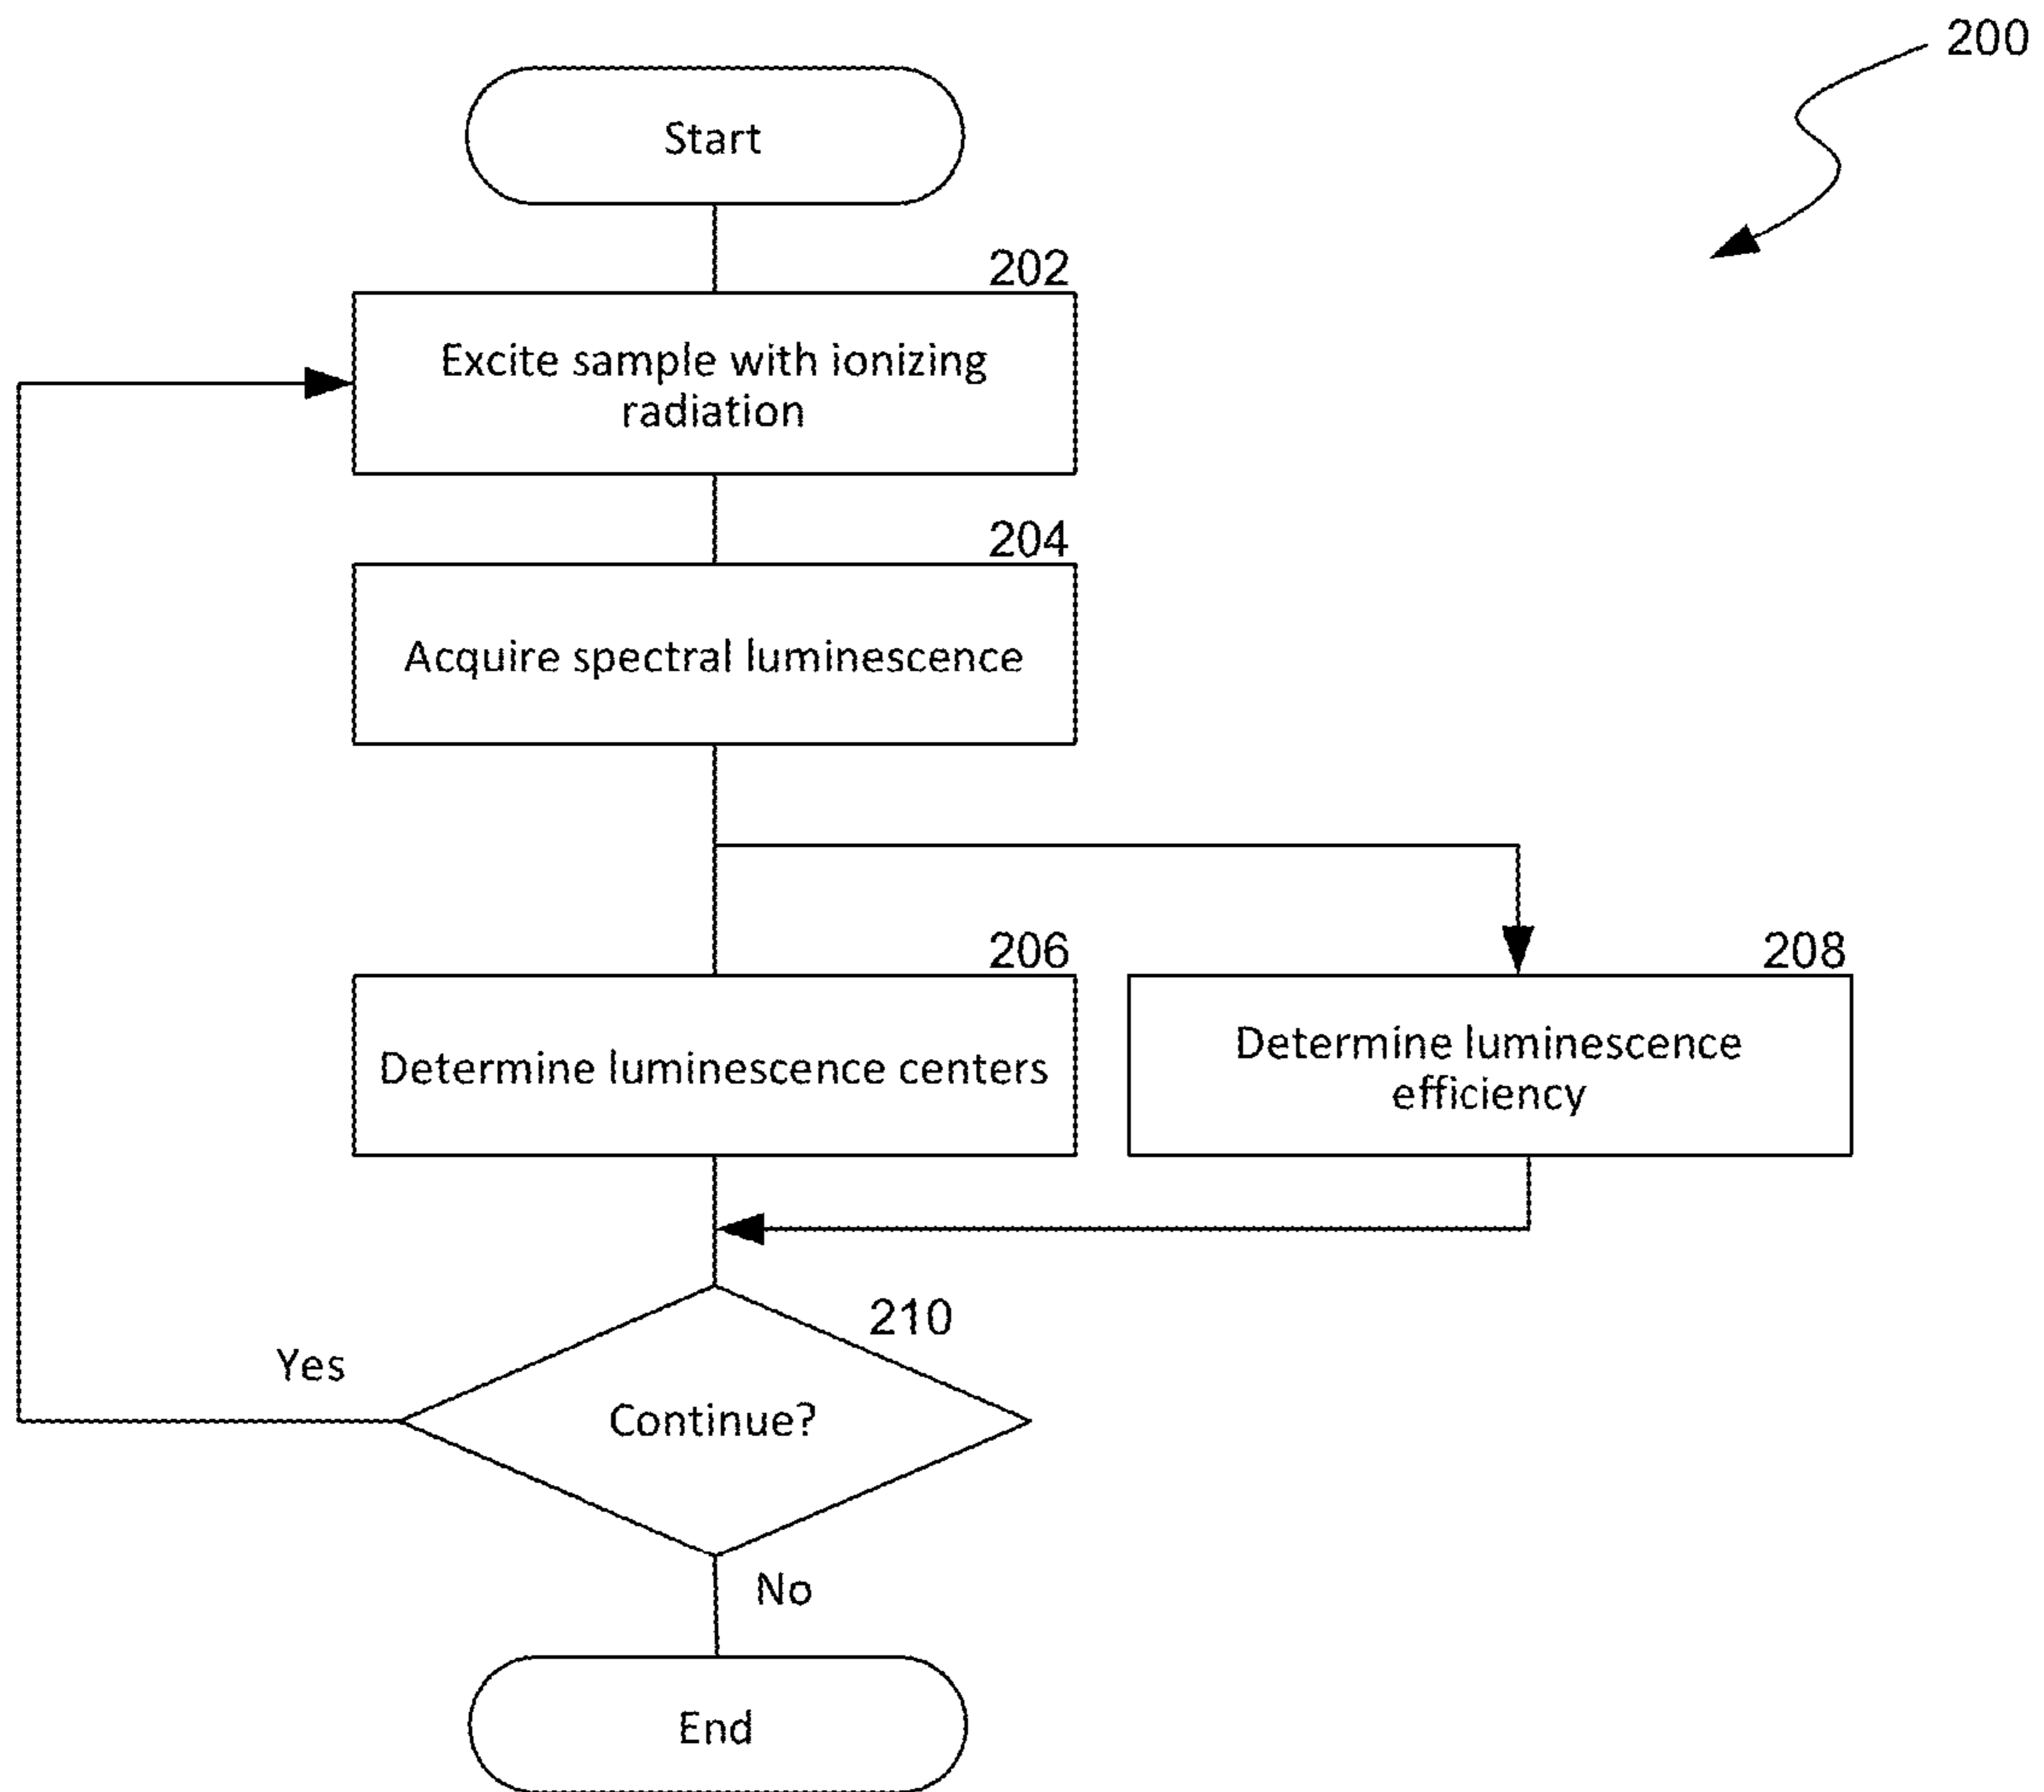 200
Start
202
Excite sample with ionizing
radiation
204
Acquire spectral luminescence
206
Determine luminescence centers
208
Determine luminescence
efficiency
210
Continue?
Yes
No
End